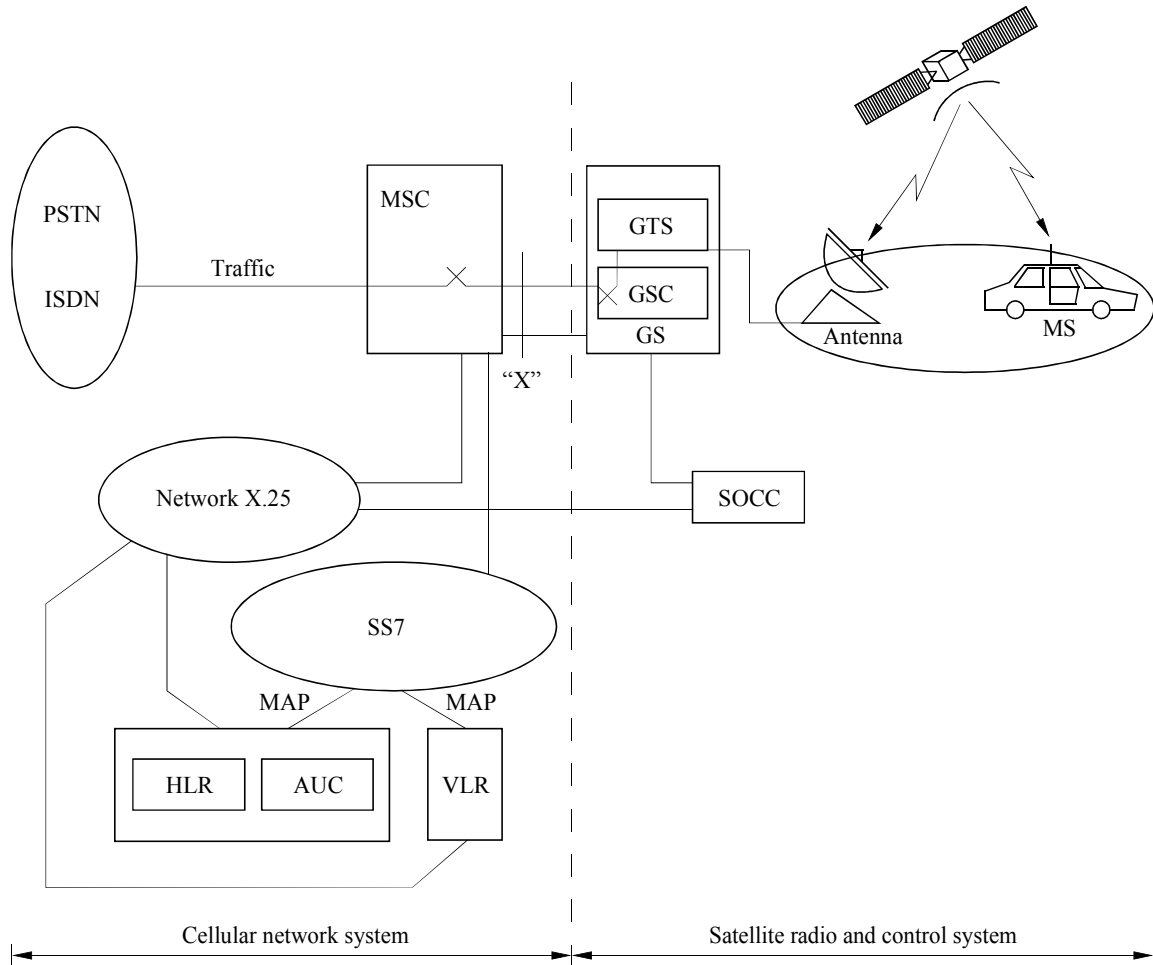 PSTN
ISDN
Traffic
MSC
“X”
GTS
GSC
GS
Antenna
MS
Network X.25
SOCC
SS7
MAP
MAP
HLR
AUC
VLR
Cellular network system
Satellite radio and control system